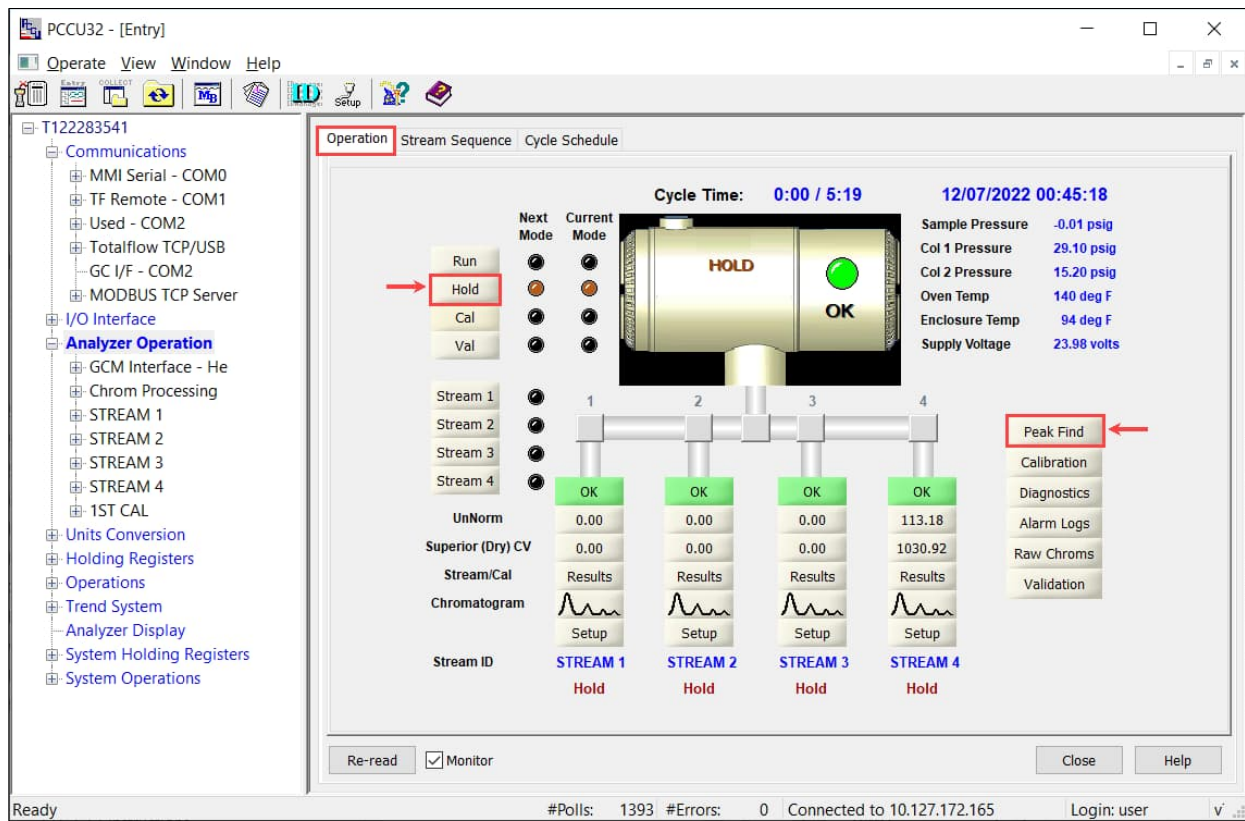 PCCU32 - [Entry]
Operate View Window Help
Entry COLLECT MB ID Setup
T122283541
Communications
MMI Serial - COM0
TF Remote - COM1
Used - COM2
Totalflow TCP/USB
GC I/F - COM2
MODBUS TCP Server
I/O Interface
Analyzer Operation
GCM Interface - He
Chrom Processing
STREAM 1
STREAM 2
STREAM 3
STREAM 4
1ST CAL
Units Conversion
Holding Registers
Operations
Trend System
Analyzer Display
System Holding Registers
System Operations
Operation Stream Sequence Cycle Schedule
Cycle Time: 0:00 / 5:19 12/07/2022 00:45:18
Next Mode
Current Mode
Run
Hold
Cal
Val
HOLD
OK
Sample Pressure -0.01 psig
Col 1 Pressure 29.10 psig
Col 2 Pressure 15.20 psig
Oven Temp 140 deg F
Enclosure Temp 94 deg F
Supply Voltage 23.98 volts
Stream 1
Stream 2
Stream 3
Stream 4
1 2 3 4
OK OK OK OK
UnNorm 0.00 0.00 0.00 113.18
Superior (Dry) CV 0.00 0.00 0.00 1030.92
Stream/Cal Results Results Results Results
Chromatogram
Setup Setup Setup Setup
Stream ID STREAM 1 STREAM 2 STREAM 3 STREAM 4
Hold Hold Hold Hold
Peak Find
Calibration
Diagnostics
Alarm Logs
Raw Chroms
Validation
Re-read Monitor Close Help
Ready #Polls: 1393 #Errors: 0 Connected to 10.127.172.165 Login: user